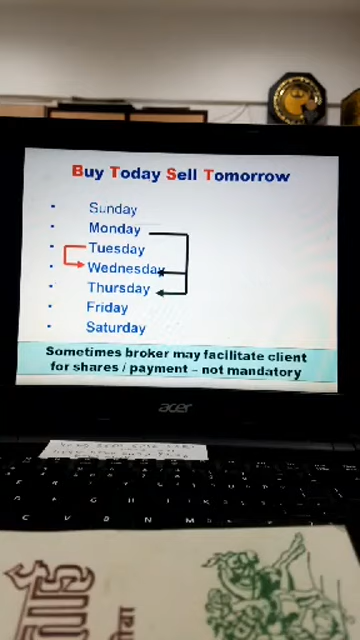 Buy Today Sell Tomorrow
• Sunday
• Monday
• Tuesday
• Wednesday
• Thursday
• Friday
• Saturday
Sometimes broker may facilitate client
for shares / payment – not mandatory
acer